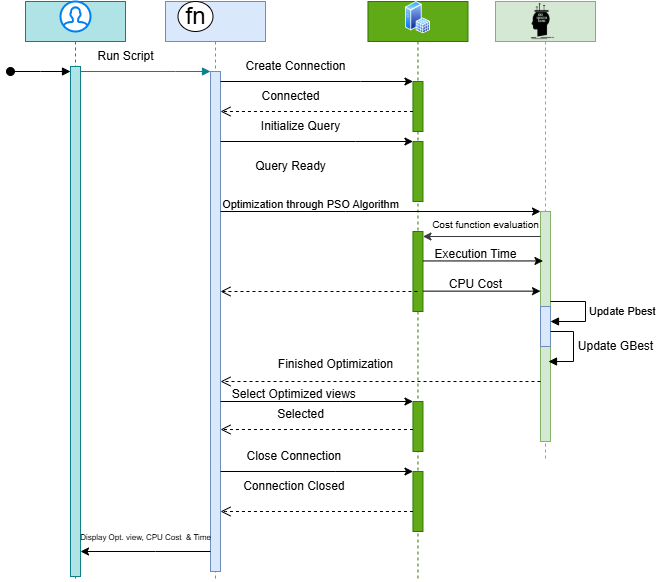 fn
Run Script
Create Connection
Connected
Initialize Query
Query Ready
Optimization through PSO Algorithm
Cost function evaluation
Execution Time
CPU Cost
Update Pbest
Update GBest
Finished Optimization
Select Optimized views
Selected
Close Connection
Connection Closed
Display Opt. view, CPU Cost & Time